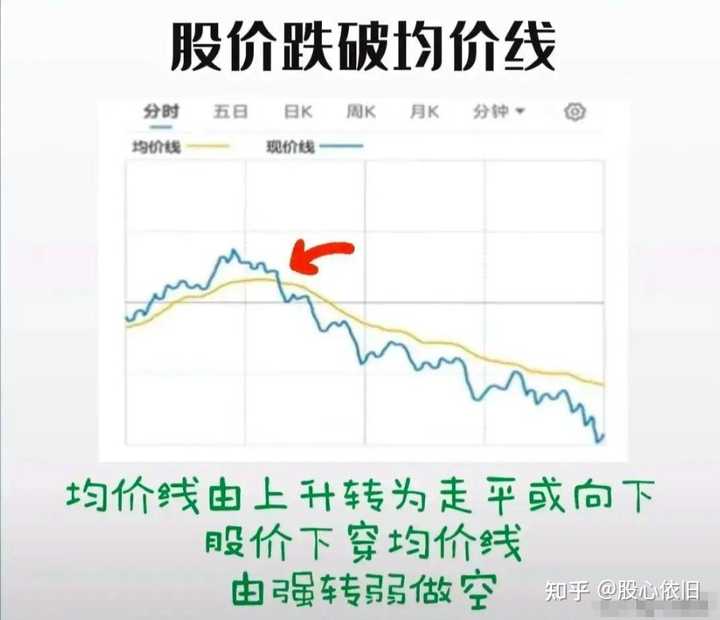 股价跌破均价线
分时 五日 日K 周K 月K 分钟
均价线 现价线
均价线由上升转为走平或向下
股价下穿均价线
由强转弱做空
知乎 @股心依旧